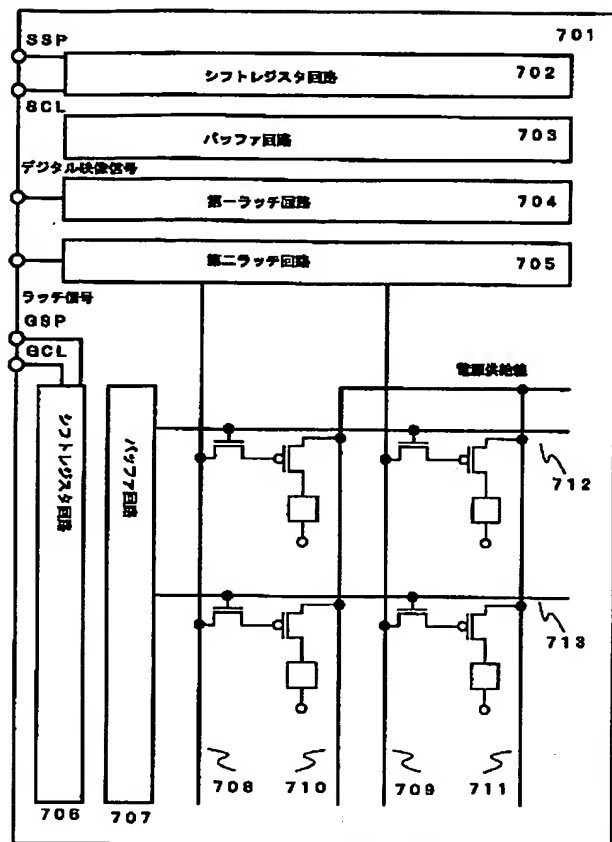 701
SSP
シフトレジスタ回路 702
SCL
バッファ回路 703
デジタル映像信号
第一ラッチ回路 704
第二ラッチ回路 705
ラッチ信号
GSP
GCL
電源供給線
シフトレジスタ回路
バッファ回路
712
713
708
710
709
711
706
707